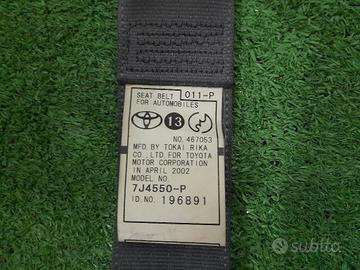 SEAT BELT 011-P
FOR AUTOMOBILES
13
NO. 467053
MFD. BY TOKAI RIKA
CO., LTD. FOR TOYOTA
MOTOR CORPORATION
IN APRIL 2002
MODEL NO.
7J4550-P
ID.NO. 196891
subito